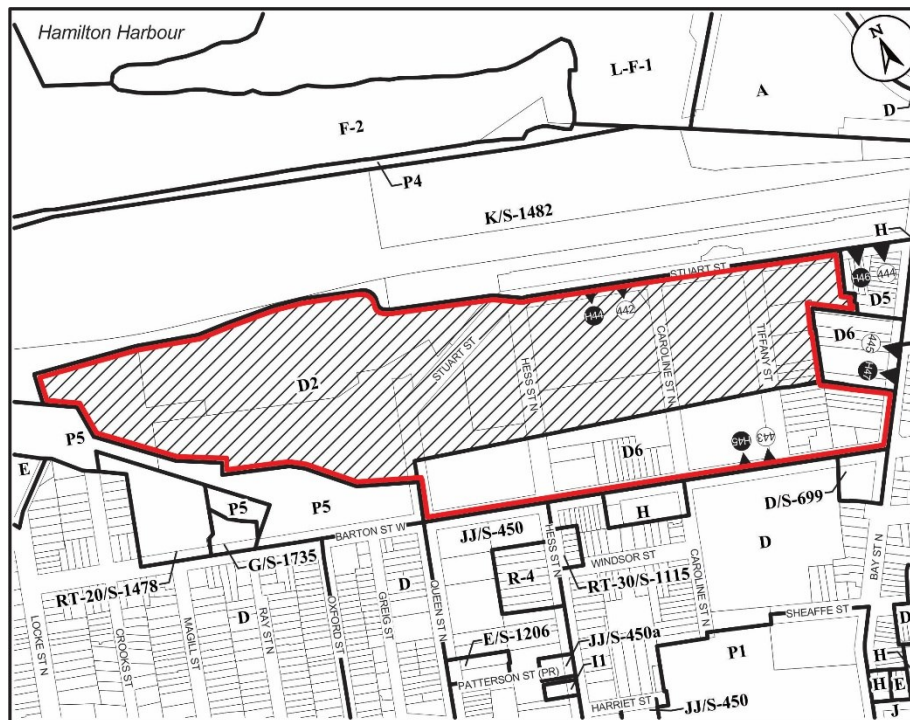 Hamilton Harbour
N
L-F-1
A
D
F-2
P4
K/S-1482
H
STUART ST
H46
444
D5
H44
442
D6
445
H47
STUART ST
HESS ST N
CAROLINE ST N
TIFFANY ST
D2
P5
E
D6
H45
443
P5
P5
BARTON ST W
JJ/S-450
HESS ST N
H
D/S-699
D
BAY ST N
G/S-1735
RT-20/S-1478
R-4
WINDSOR ST
RT-30/S-1115
CAROLINE ST N
D
D
LOCKE ST N
CROOKS ST
MAGILL ST
RAY ST N
OXFORD ST
GREIG ST
QUEEN ST N
E/S-1206
JJ/S-450a
I1
PATTERSON ST (PR)
HARRIET ST
JJ/S-450
P1
SHEAFFE ST
D
H
H
E
J